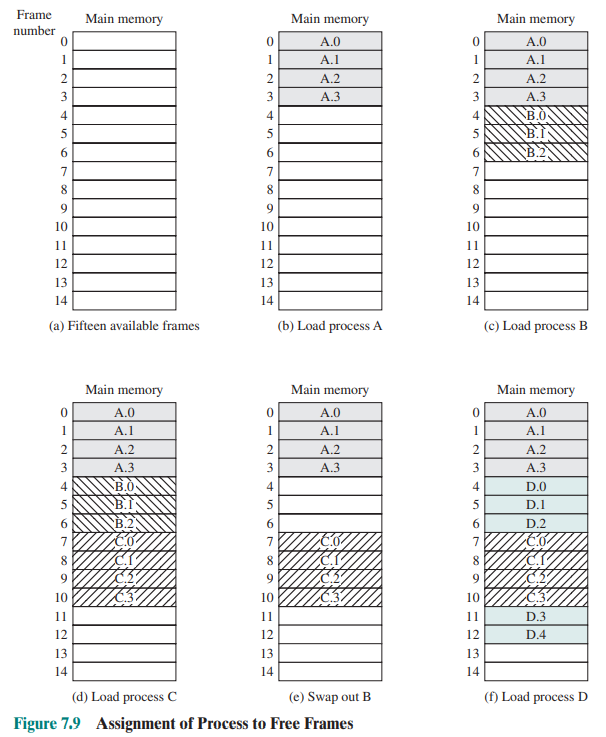 Frame
number
Main memory
0
1
2
3
4
5
6
7
8
9
10
11
12
13
14
(a) Fifteen available frames
Main memory
0 A.0
1 A.1
2 A.2
3 A.3
4
5
6
7
8
9
10
11
12
13
14
(b) Load process A
Main memory
0 A.0
1 A.1
2 A.2
3 A.3
4 B.0
5 B.1
6 B.2
7
8
9
10
11
12
13
14
(c) Load process B
Main memory
0 A.0
1 A.1
2 A.2
3 A.3
4 B.0
5 B.1
6 B.2
7 C.0
8 C.1
9 C.2
10 C.3
11
12
13
14
(d) Load process C
Main memory
0 A.0
1 A.1
2 A.2
3 A.3
4
5
6
7 C.0
8 C.1
9 C.2
10 C.3
11
12
13
14
(e) Swap out B
Main memory
0 A.0
1 A.1
2 A.2
3 A.3
4 D.0
5 D.1
6 D.2
7 C.0
8 C.1
9 C.2
10 C.3
11 D.3
12 D.4
13
14
(f) Load process D
Figure 7.9 Assignment of Process to Free Frames